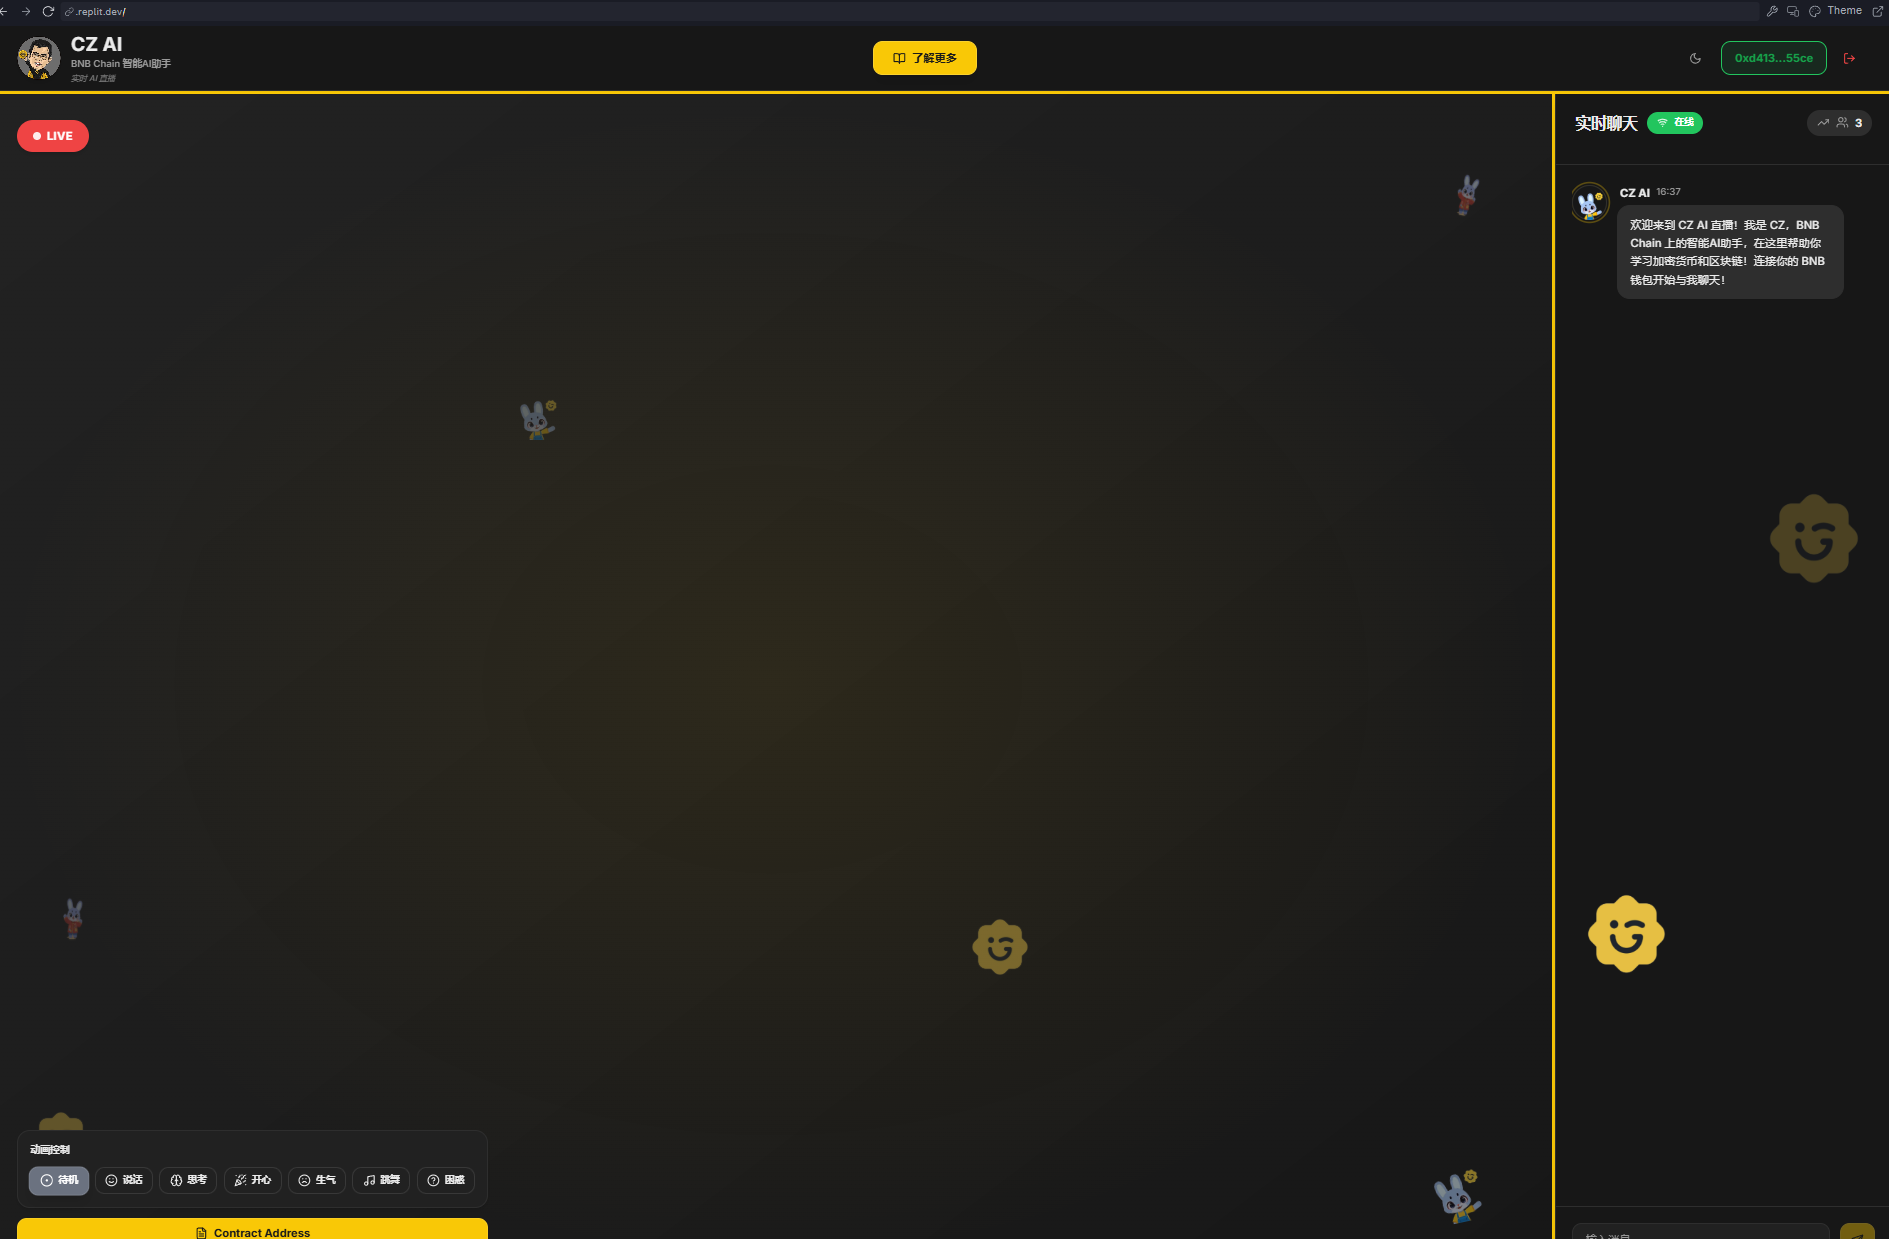 .replit.dev/
Theme
CZ AI
BNB Chain 智能AI助手
实时 AI 直播
了解更多
0xd413...55ce
LIVE
实时聊天
在线
3
CZ AI 16:37
欢迎来到 CZ AI 直播！我是 CZ，BNB
Chain 上的智能AI助手，在这里帮助你
学习加密货币和区块链！连接你的 BNB
钱包开始与我聊天！
动画控制
待机
说话
思考
开心
生气
跳舞
困惑
Contract Address
输入消息